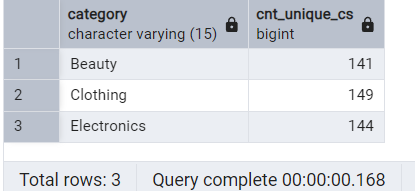 category cnt_unique_cs
character varying (15) bigint
1 Beauty 141
2 Clothing 149
3 Electronics 144
Total rows: 3 Query complete 00:00:00.168